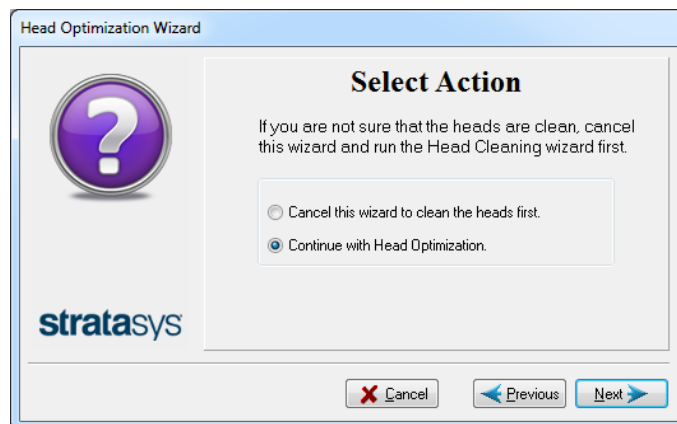 Head Optimization Wizard
Select Action
If you are not sure that the heads are clean, cancel
this wizard and run the Head Cleaning wizard first.
Cancel this wizard to clean the heads first.
Continue with Head Optimization.
stratasys
Cancel
Previous
Next